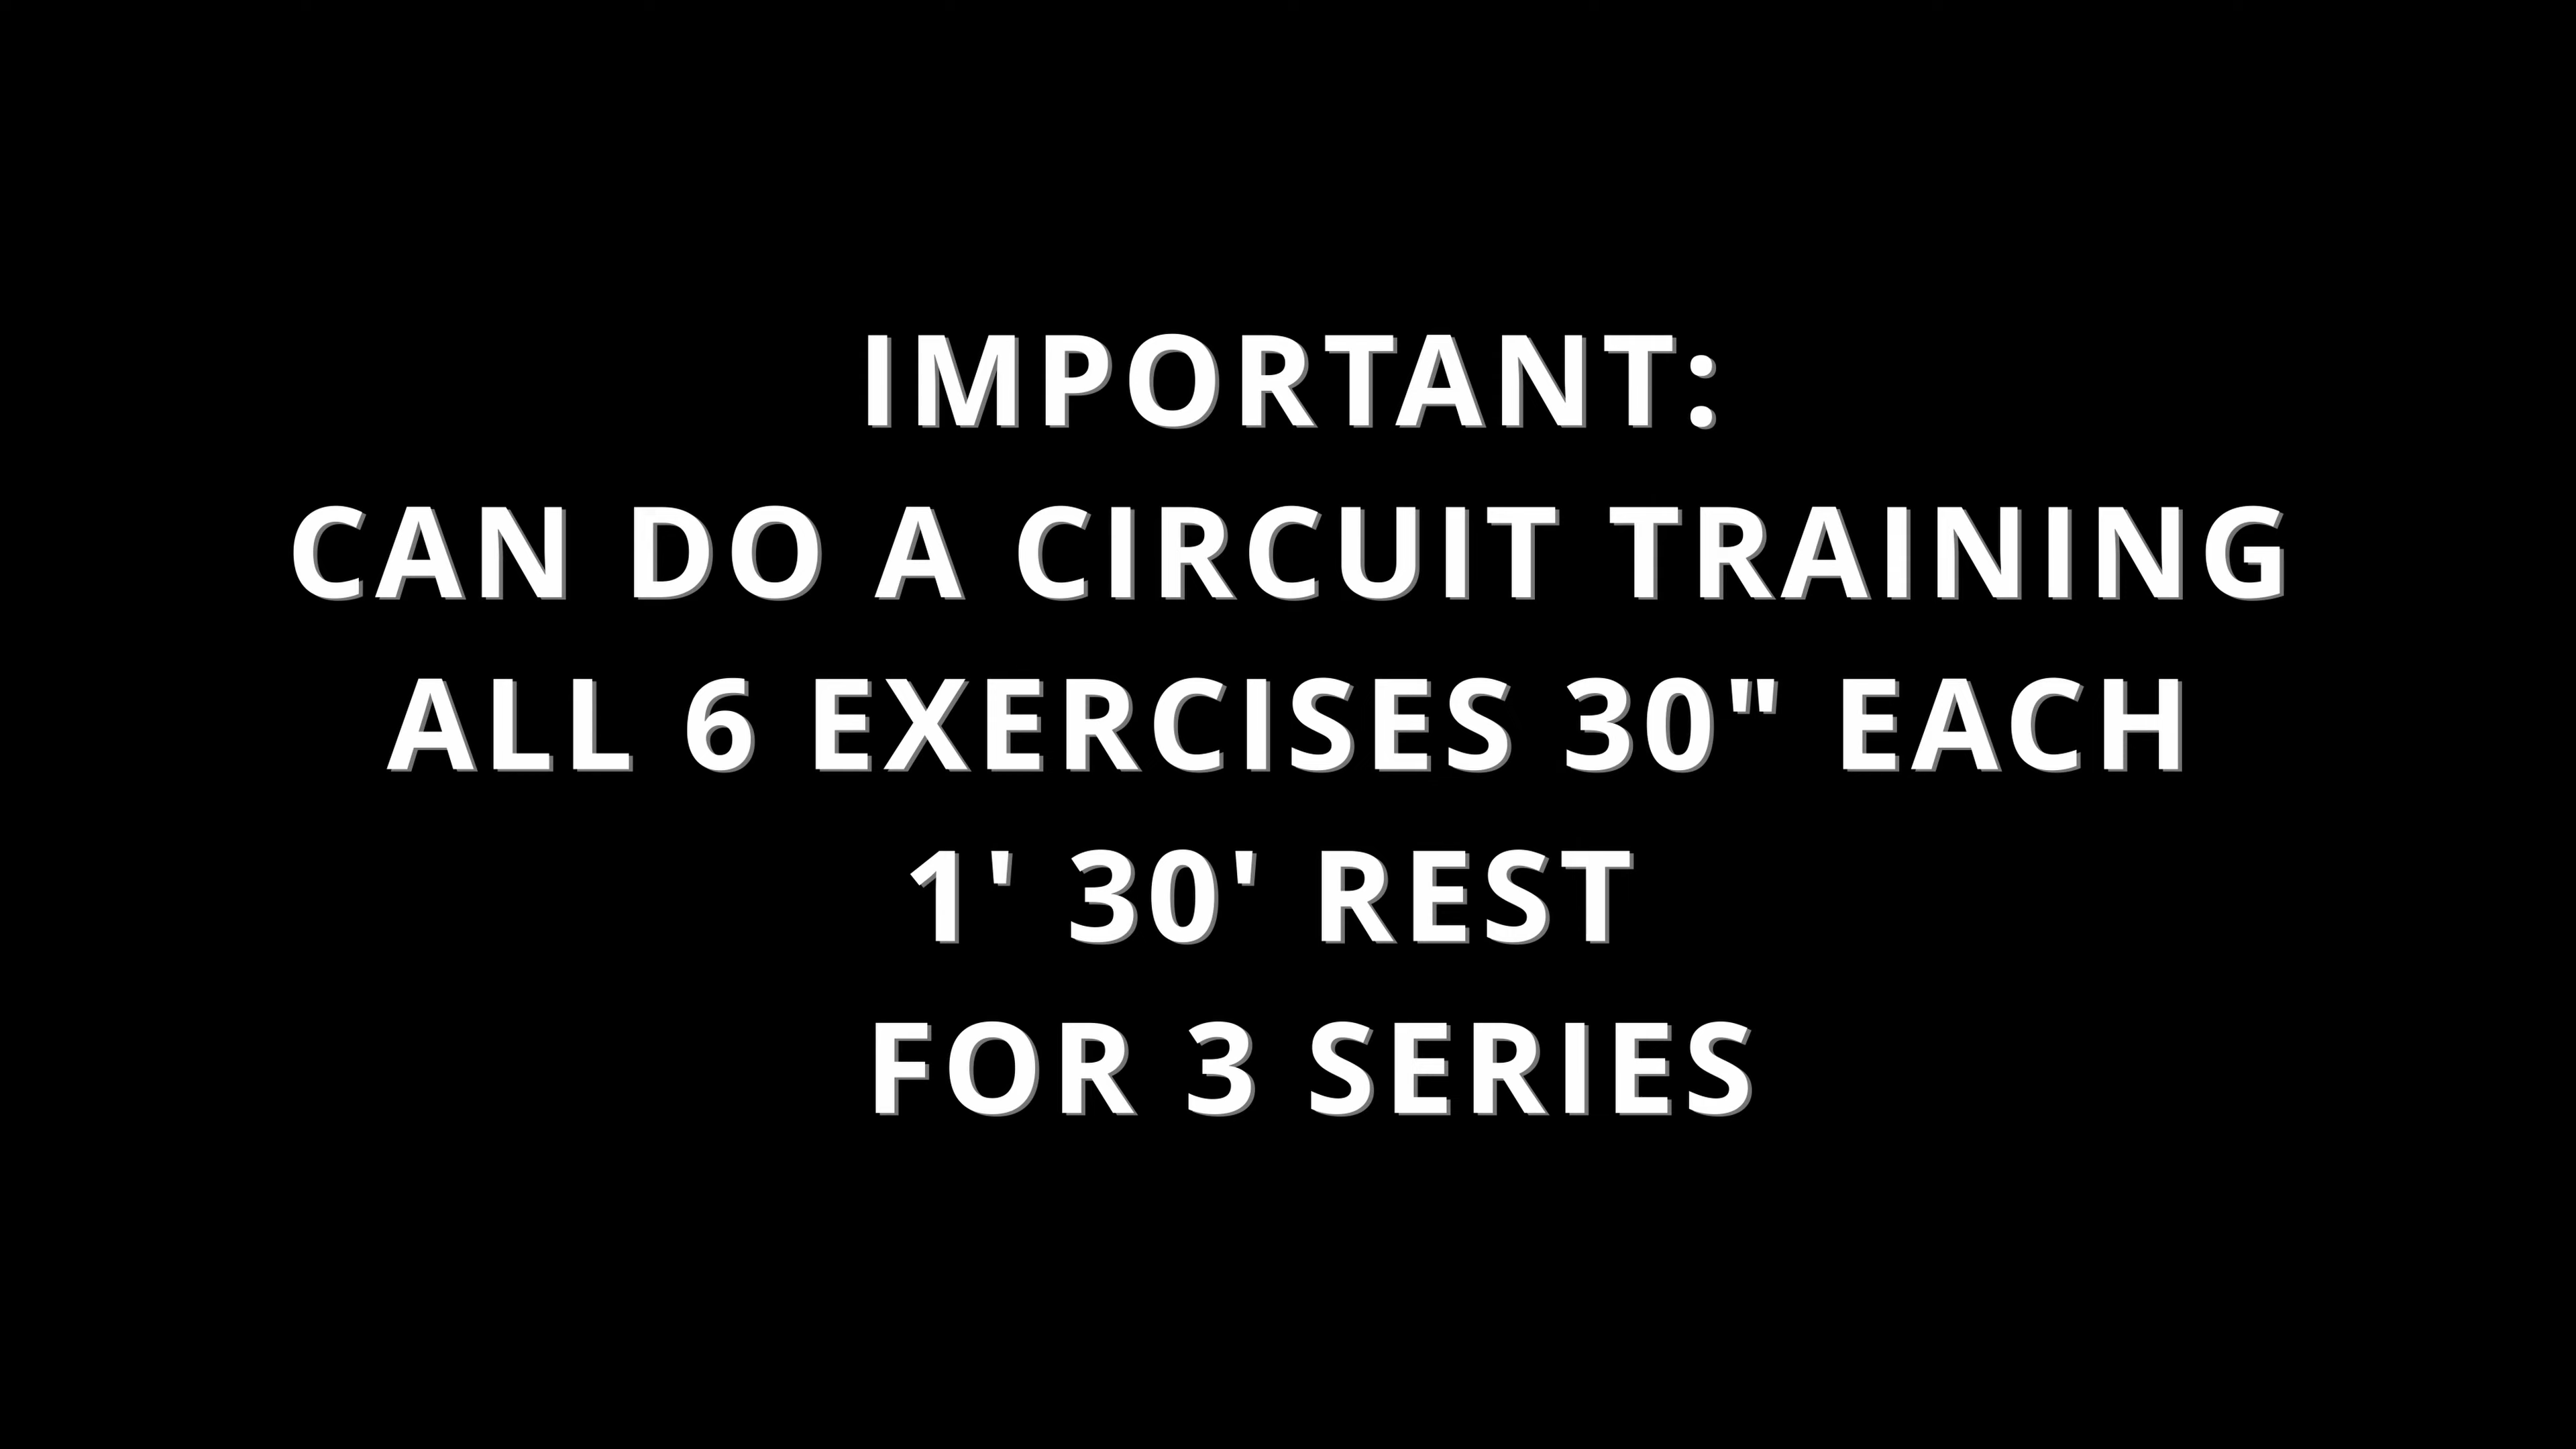 IMPORTANT:
CAN DO A CIRCUIT TRAINING
ALL 6 EXERCISES 30" EACH
1' 30' REST
FOR 3 SERIES